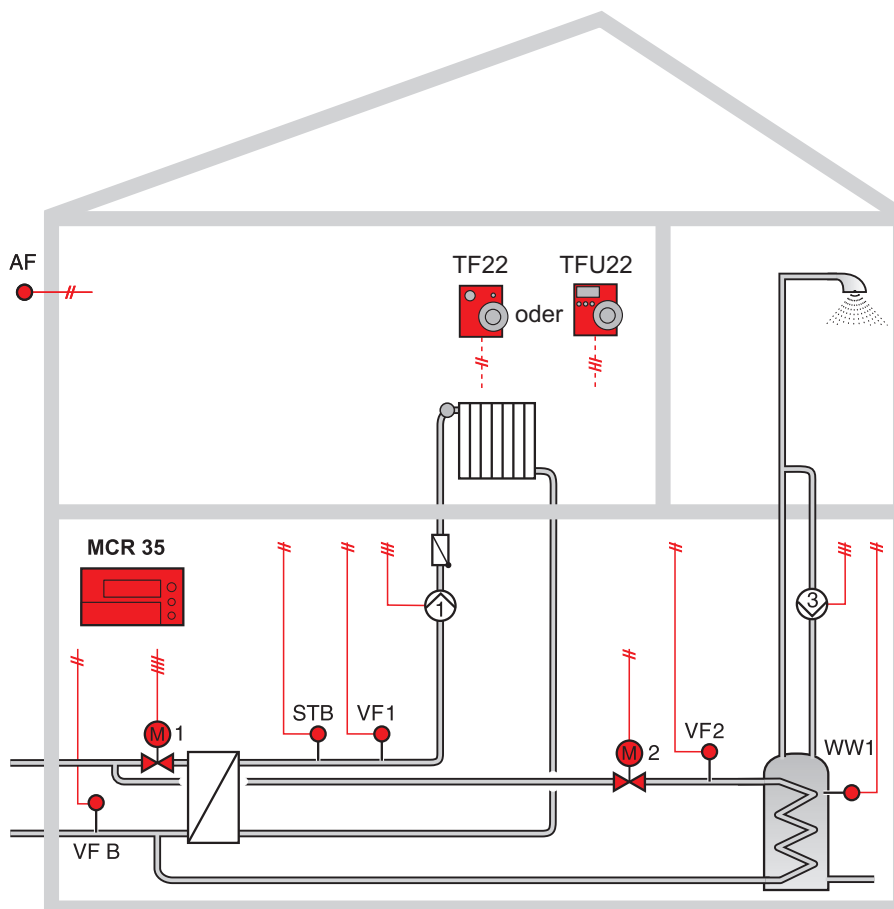 AF
TF22
TFU22
oder
MCR 35
1
3
STB
VF1
M 1
M 2
VF2
WW1
VF B